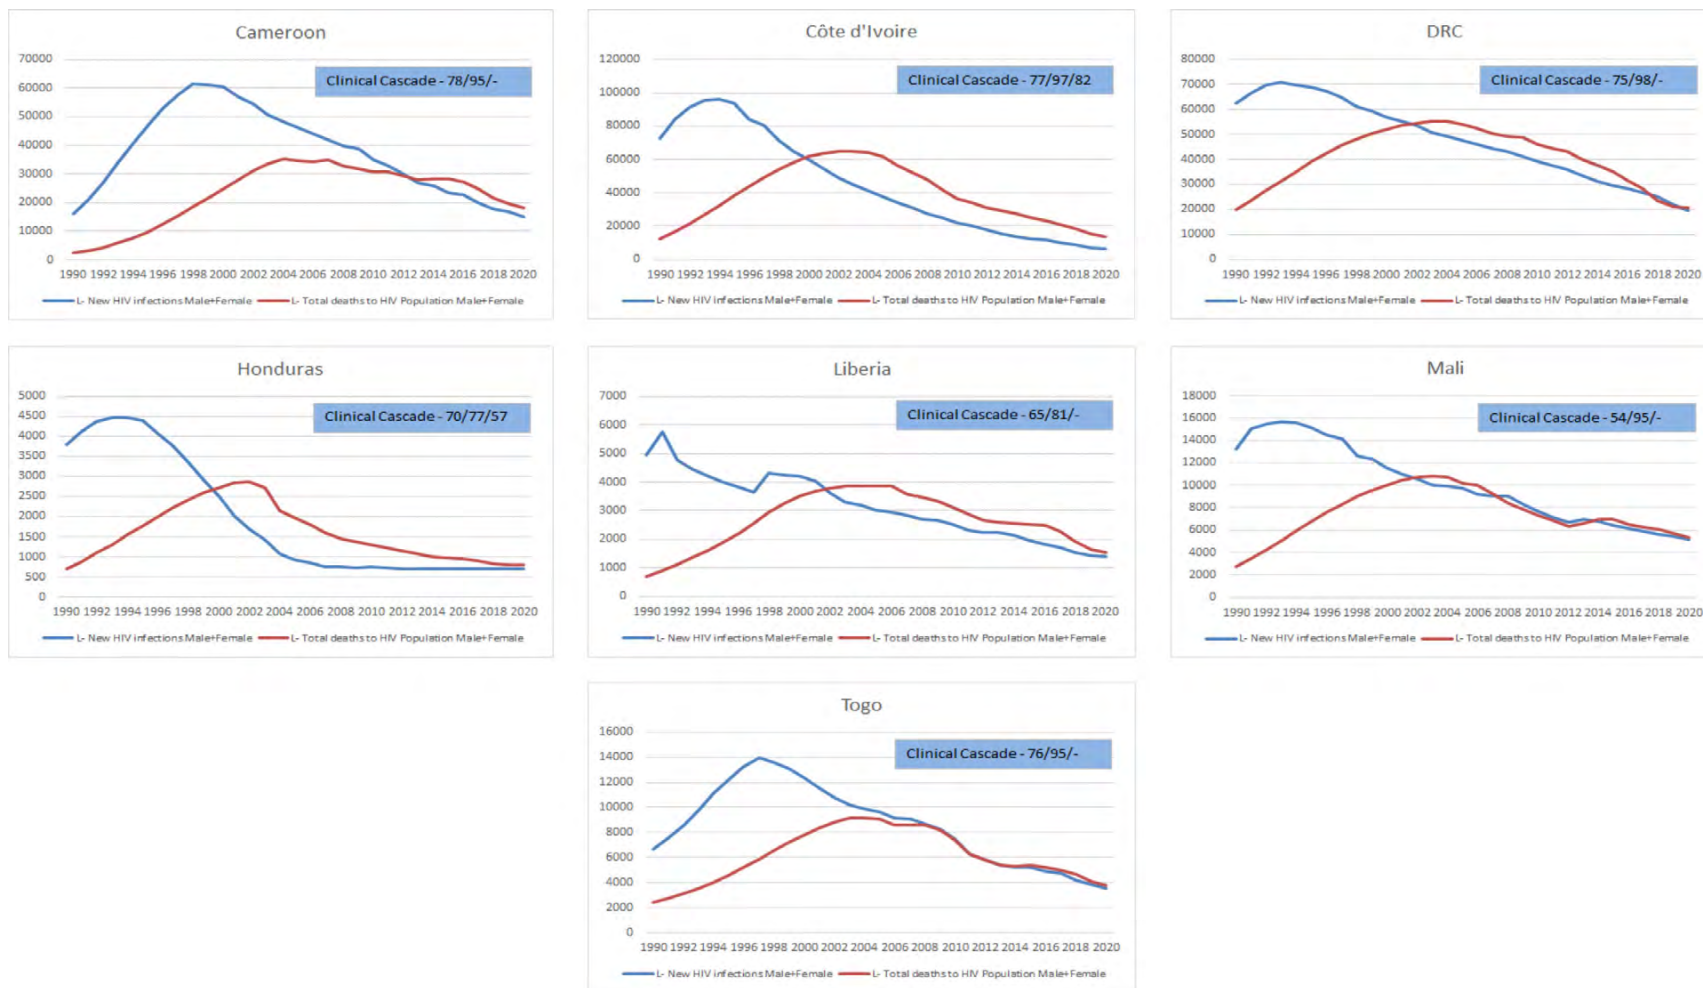 Cameroon
Clinical Cascade - 78/95/-
70000
60000
50000
40000
30000
20000
10000
0
1990 1992 1994 1996 1998 2000 2002 2004 2006 2008 2010 2012 2014 2016 2018 2020
L- New HIV infections Male+Female L- Total deaths to HIV Population Male+Female
Côte d'Ivoire
Clinical Cascade - 77/97/82
120000
100000
80000
60000
40000
20000
0
1990 1992 1994 1996 1998 2000 2002 2004 2006 2008 2010 2012 2014 2016 2018 2020
L- New HIV infections Male+Female L- Total deaths to HIV Population Male+Female
DRC
Clinical Cascade - 75/98/-
80000
70000
60000
50000
40000
30000
20000
10000
0
1990 1992 1994 1996 1998 2000 2002 2004 2006 2008 2010 2012 2014 2016 2018 2020
L- New HIV infections Male+Female L- Total deaths to HIV Population Male+Female
Honduras
Clinical Cascade - 70/77/57
5000
4500
4000
3500
3000
2500
2000
1500
1000
500
0
1990 1992 1994 1996 1998 2000 2002 2004 2006 2008 2010 2012 2014 2016 2018 2020
L- New HIV infections Male+Female L- Total deaths to HIV Population Male+Female
Liberia
Clinical Cascade - 65/81/-
7000
6000
5000
4000
3000
2000
1000
0
1990 1992 1994 1996 1998 2000 2002 2004 2006 2008 2010 2012 2014 2016 2018 2020
L- New HIV infections Male+Female L- Total deaths to HIV Population Male+Female
Mali
Clinical Cascade - 54/95/-
18000
16000
14000
12000
10000
8000
6000
4000
2000
0
1990 1992 1994 1996 1998 2000 2002 2004 2006 2008 2010 2012 2014 2016 2018 2020
L- New HIV infections Male+Female L- Total deaths to HIV Population Male+Female
Togo
Clinical Cascade - 76/95/-
16000
14000
12000
10000
8000
6000
4000
2000
0
1990 1992 1994 1996 1998 2000 2002 2004 2006 2008 2010 2012 2014 2016 2018 2020
L- New HIV infections Male+Female L- Total deaths to HIV Population Male+Female